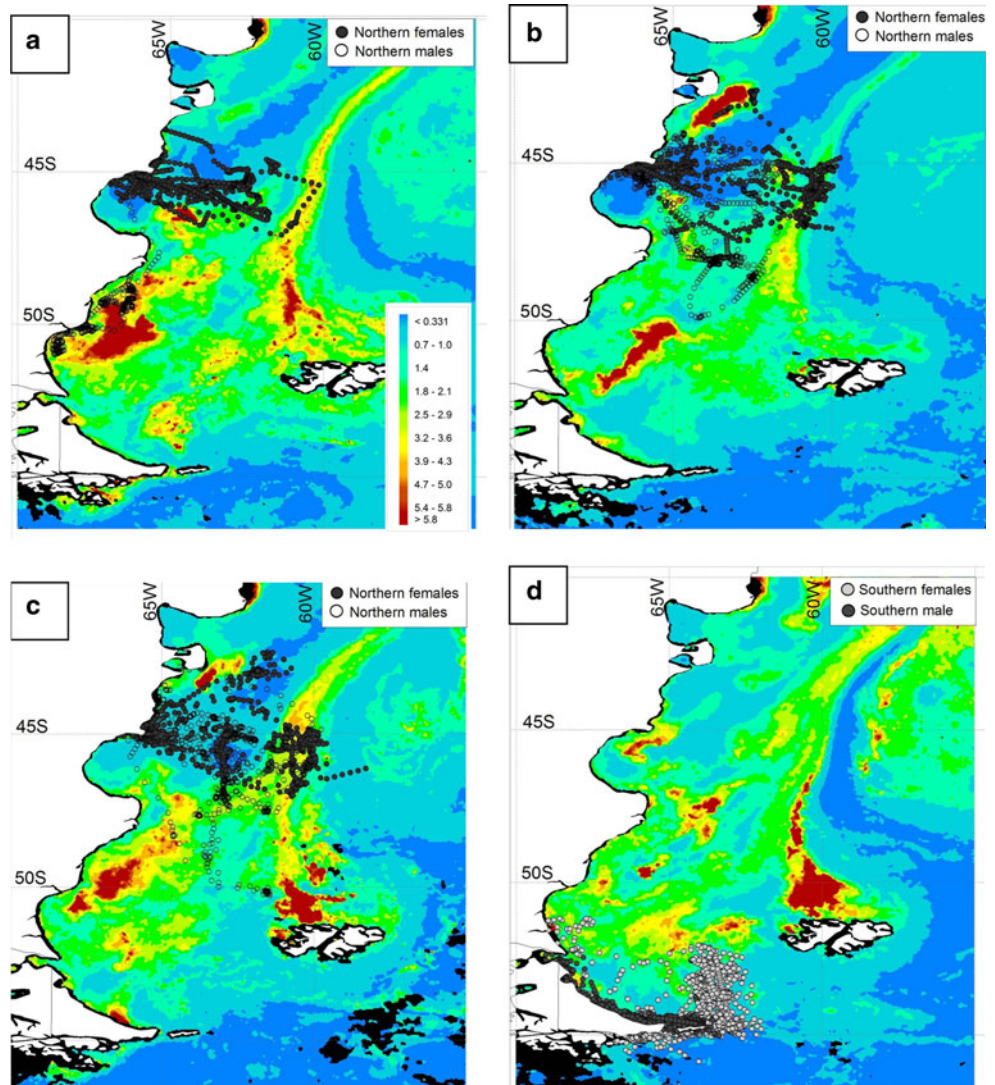 a
Northern females
Northern males
65W
60W
45S
50S
< 0.331
0.7 - 1.0
1.4
1.8 - 2.1
2.5 - 2.9
3.2 - 3.6
3.9 - 4.3
4.7 - 5.0
5.4 - 5.8
> 5.8
b
Northern females
Northern males
65W
60W
45S
50S
c
Northern females
Northern males
65W
60W
45S
50S
d
Southern females
Southern male
65W
60W
45S
50S